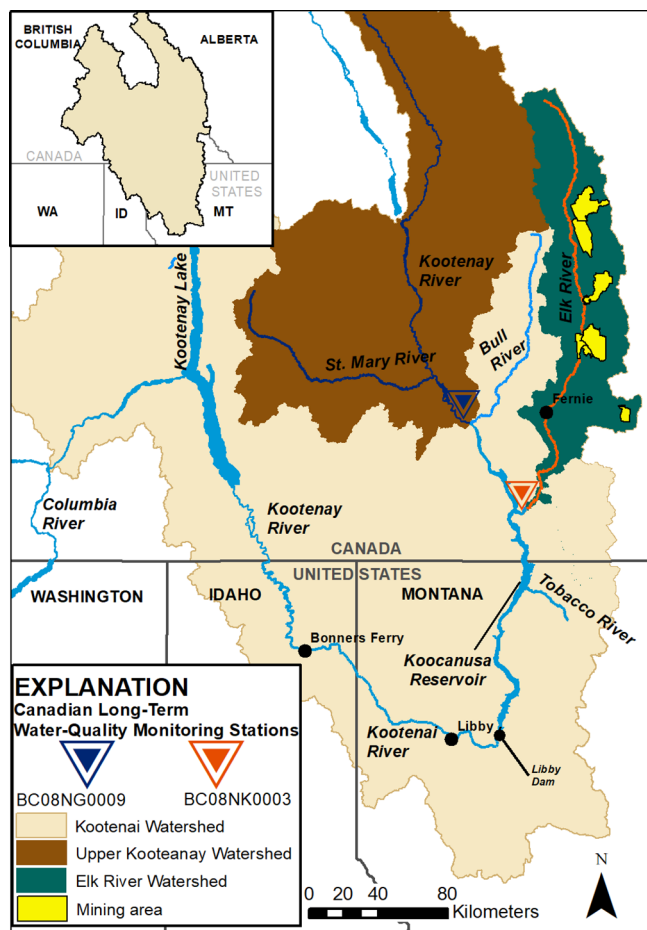 BRITISH
COLUMBIA
ALBERTA
CANADA
UNITED
STATES
WA
ID
MT
Kootenay Lake
Kootenay
River
Elk River
Bull
River
St. Mary River
Fernie
Columbia
River
Kootenay
River
CANADA
UNITED STATES
WASHINGTON
IDAHO
MONTANA
Tobacco River
Bonners Ferry
Koocanusa
Reservoir
Kootenai
River
Libby
Libby
Dam
EXPLANATION
Canadian Long-Term
Water-Quality Monitoring Stations
BC08NG0009
BC08NK0003
Kootenai Watershed
Upper Kooteanay Watershed
Elk River Watershed
Mining area
N
0 20 40 80
Kilometers